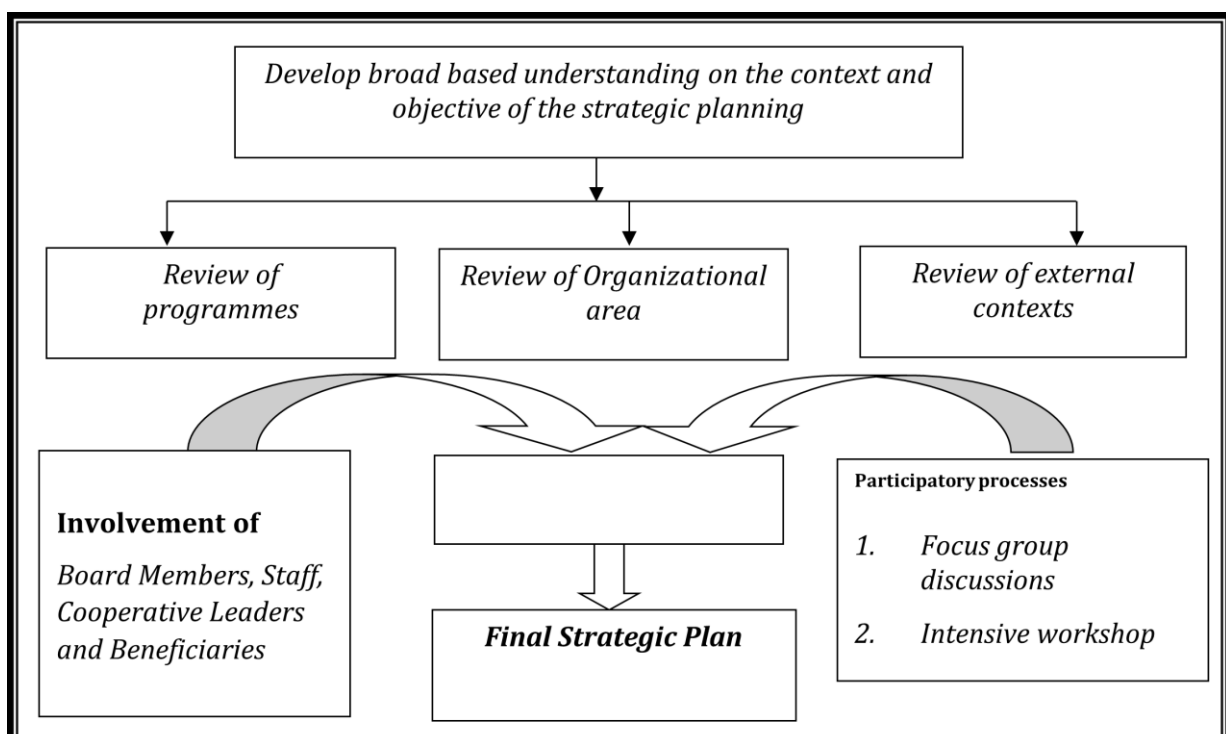 Develop broad based understanding on the context and
objective of the strategic planning
Review of
programmes
Review of Organizational
area
Review of external
contexts
Involvement of
Board Members, Staff,
Cooperative Leaders
and Beneficiaries
Participatory processes
1. Focus group
discussions
2. Intensive workshop
Final Strategic Plan